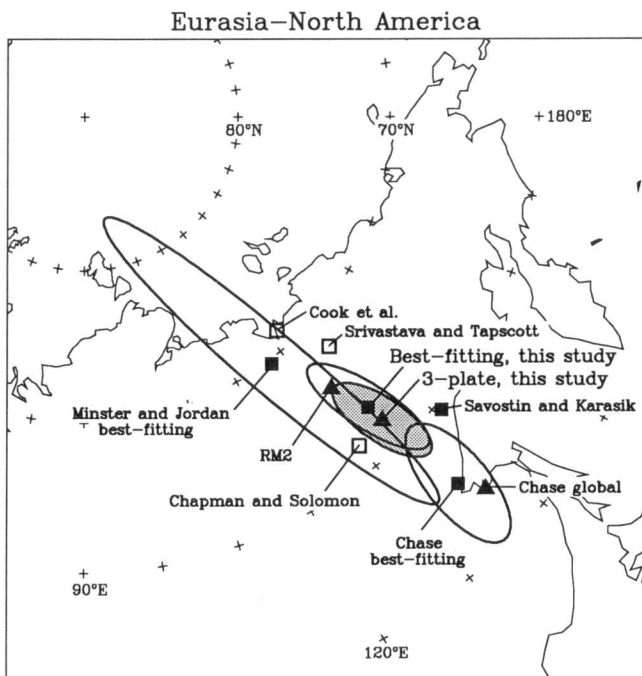 Eurasia–North America
80°N
70°N
180°E
Cook et al.
Srivastava and Tapscott
Best-fitting, this study
3-plate, this study
Minster and Jordan
best-fitting
Savostin and Karasik
RM2
Chapman and Solomon
Chase global
Chase
best-fitting
90°E
120°E